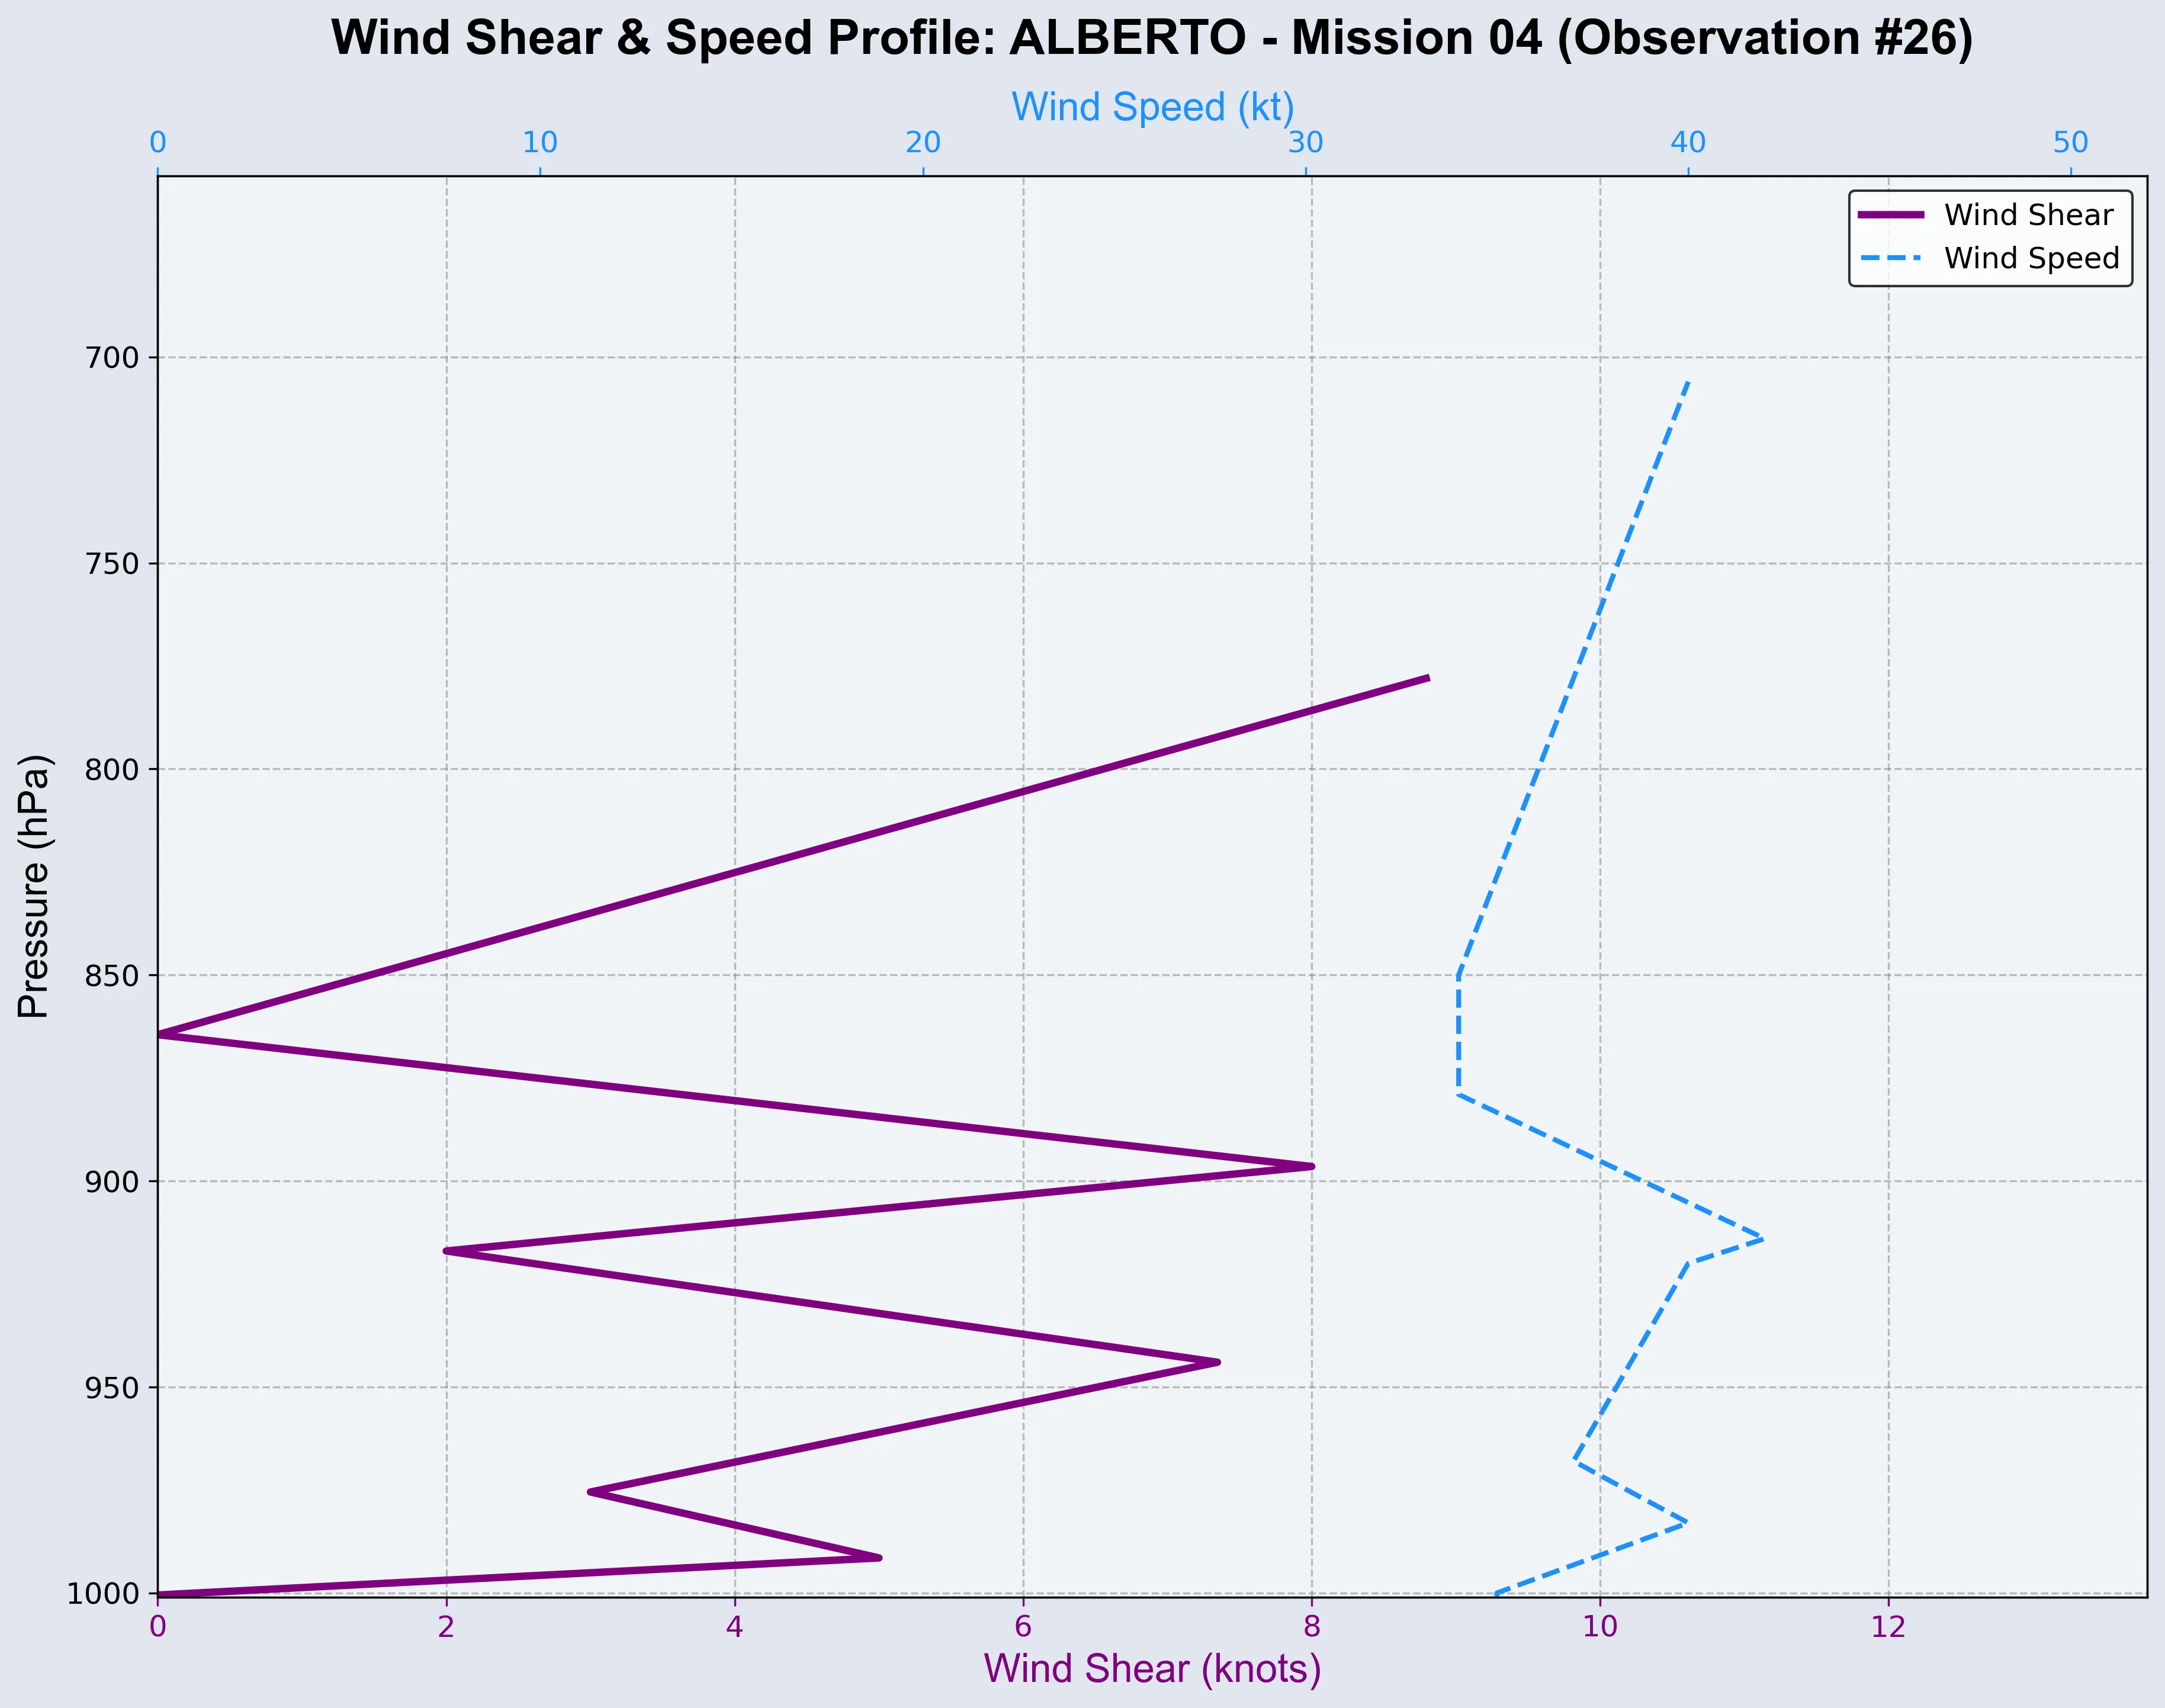 Wind Shear & Speed Profile: ALBERTO - Mission 04 (Observation #26)
Wind Speed (kt)
0 10 20 30 40 50
Wind Shear
Wind Speed
700
750
800
850
900
950
1000
Pressure (hPa)
0 2 4 6 8 10 12
Wind Shear (knots)